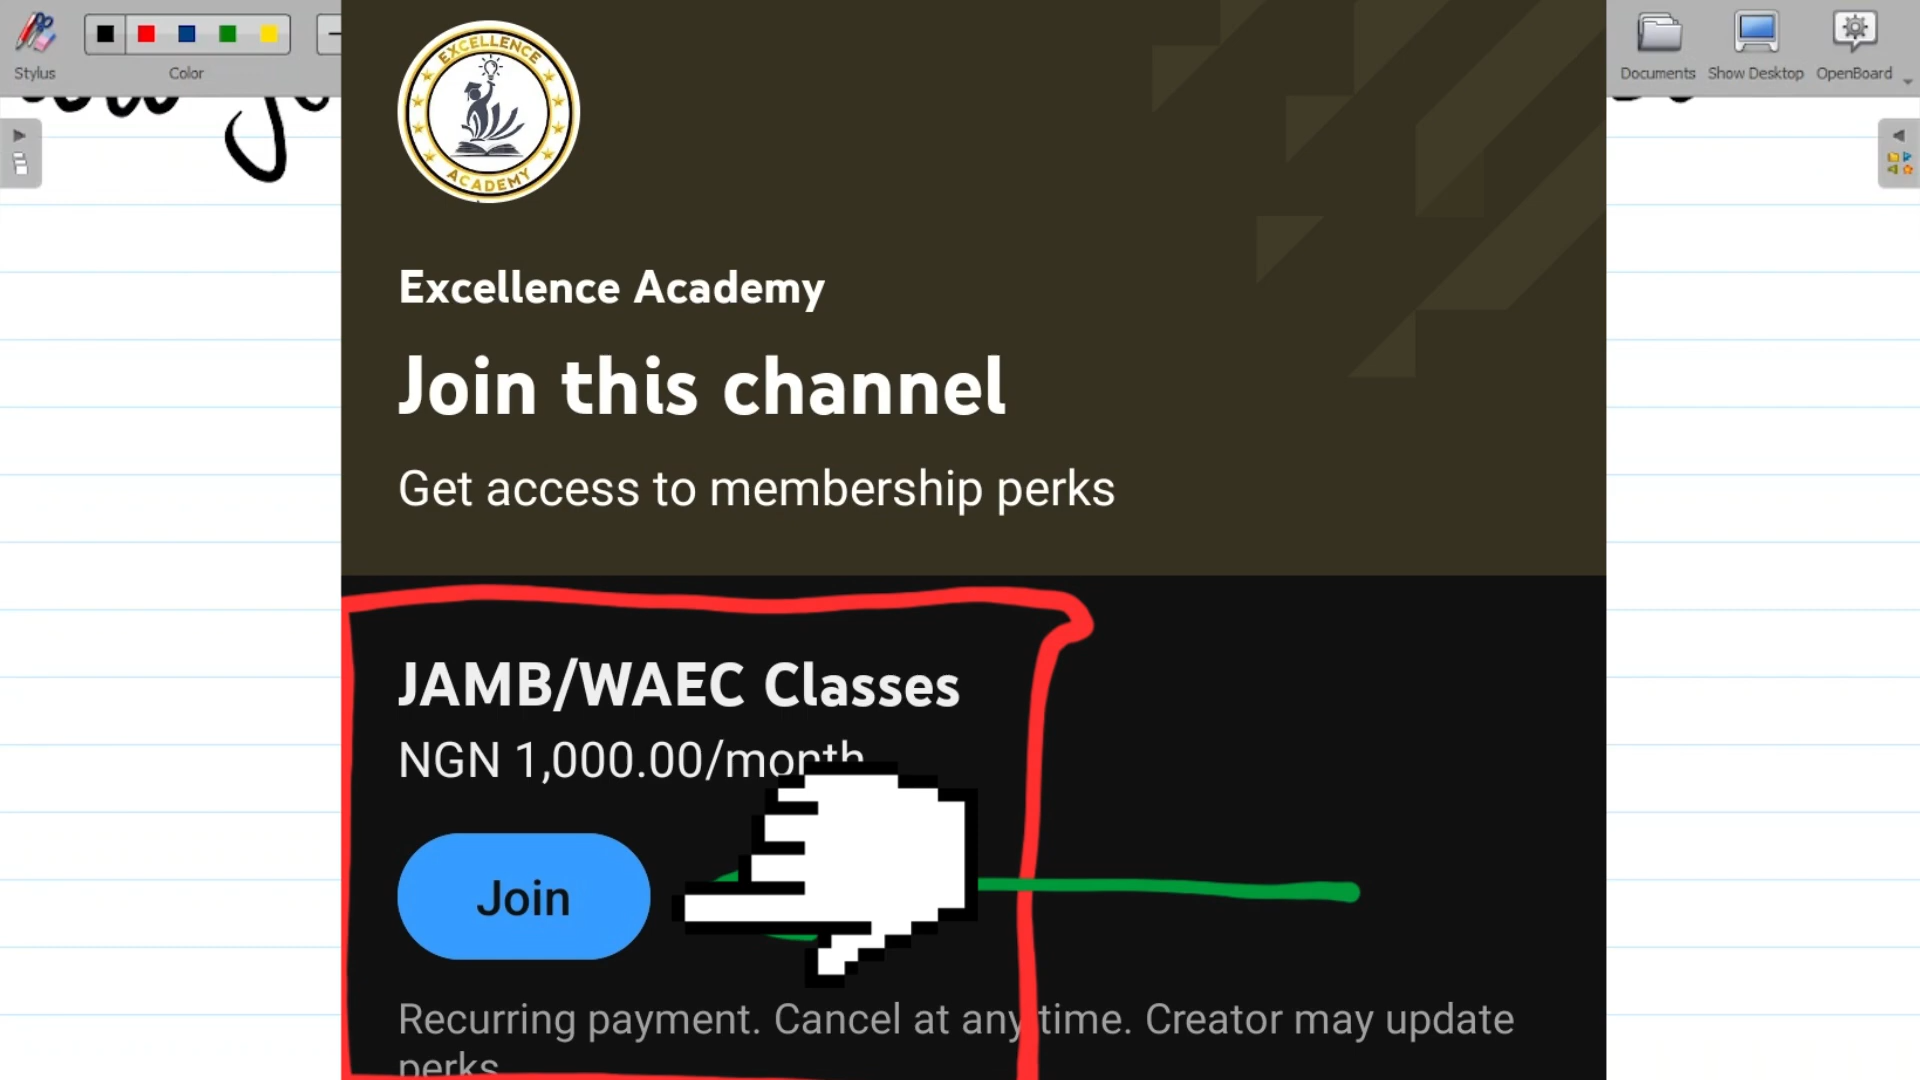 Stylus
Color
Documents
Show Desktop
OpenBoard
EXCELLENCE
ACADEMY
Excellence Academy
Join this channel
Get access to membership perks
JAMB/WAEC Classes
NGN 1,000.00/month
Join
Recurring payment. Cancel at any time. Creator may update
perks